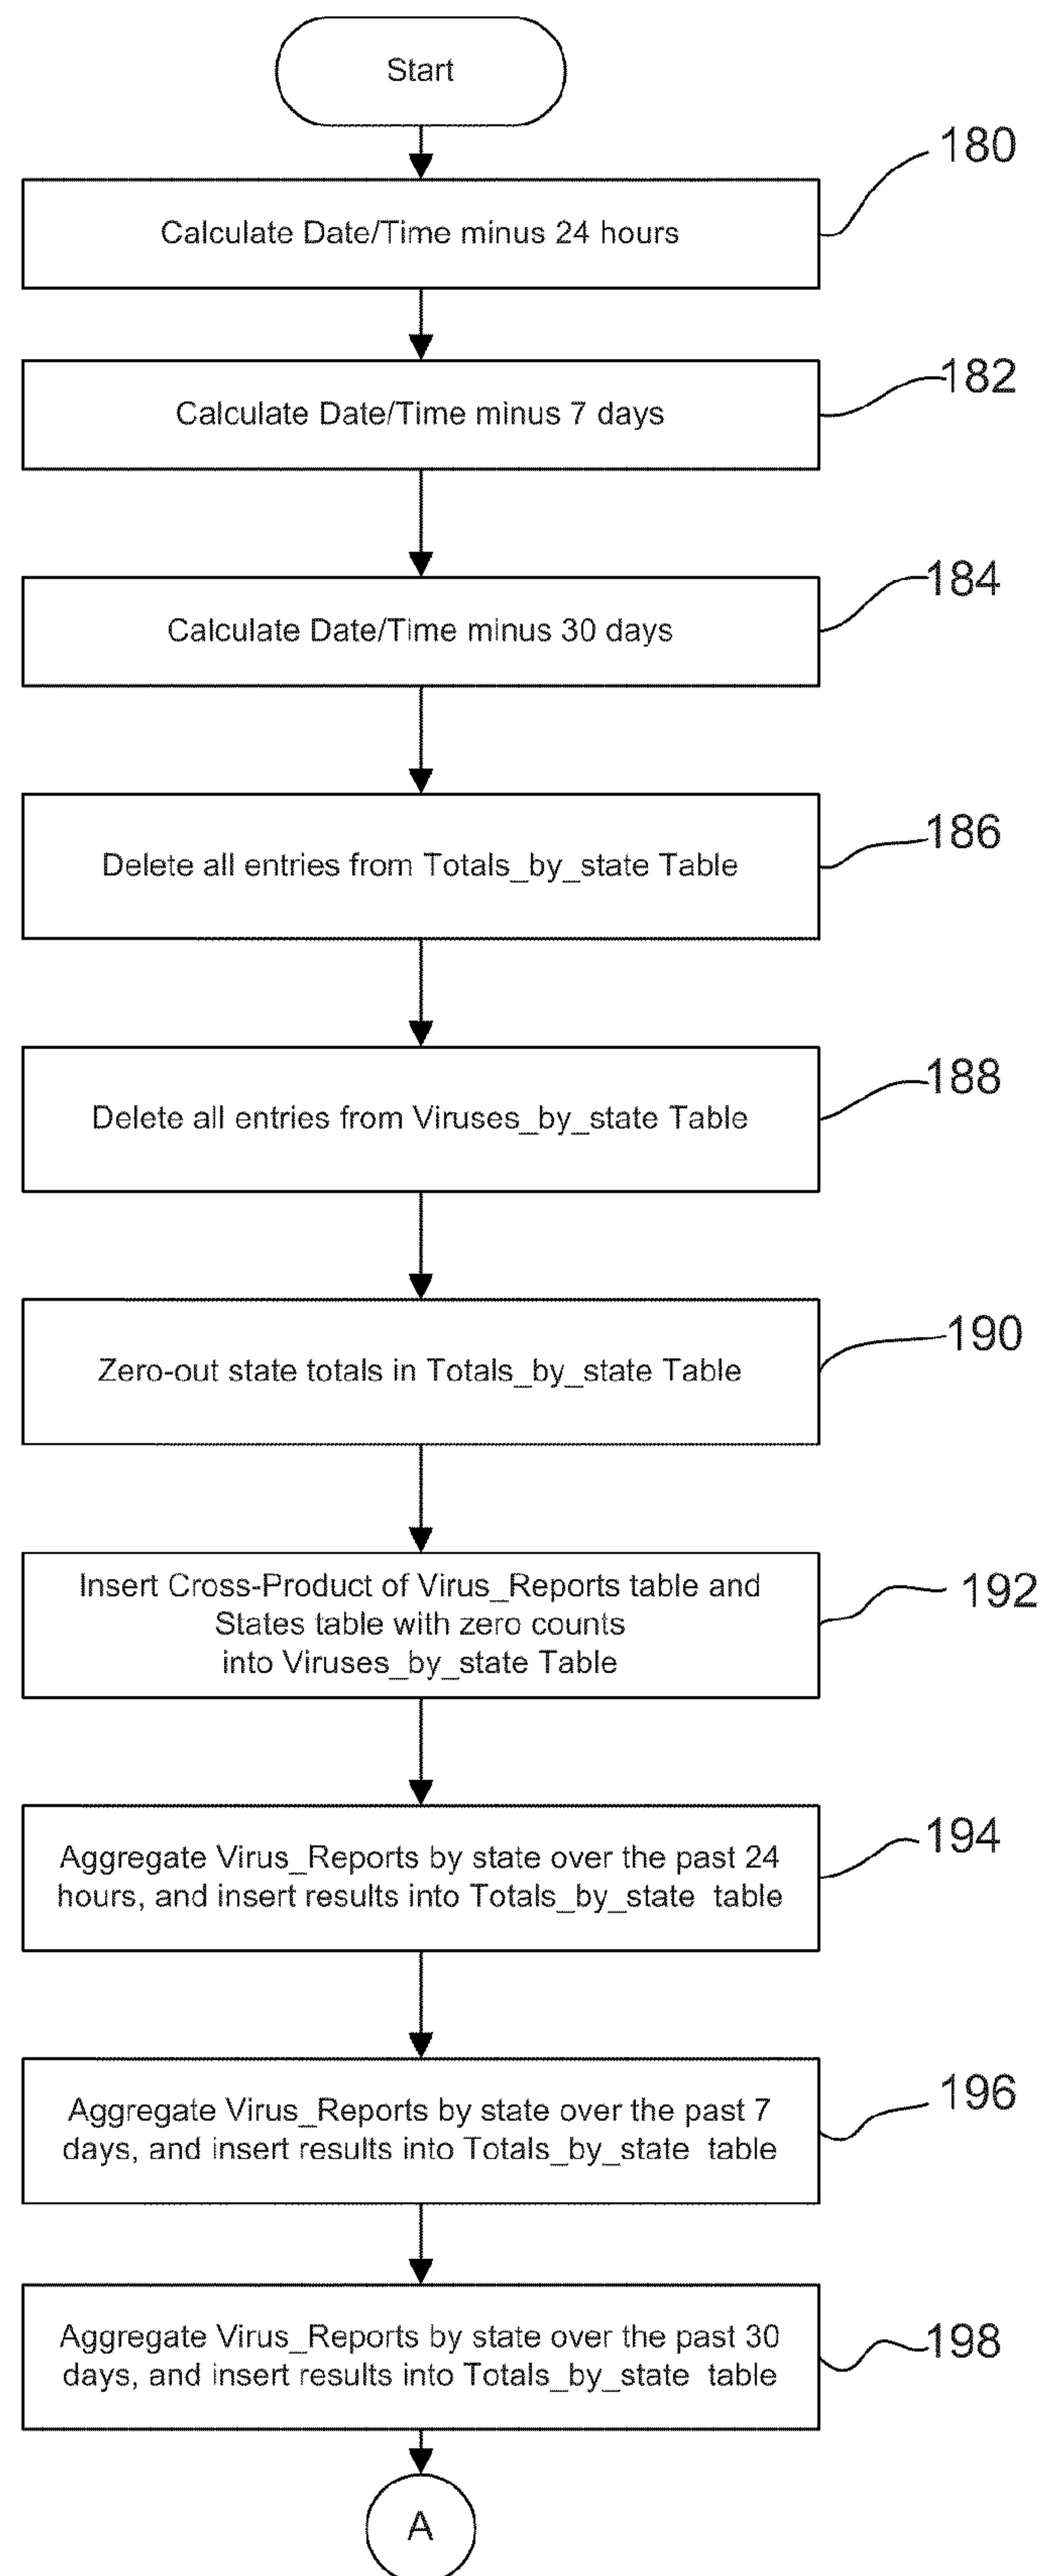 Start
180
Calculate Date/Time minus 24 hours
182
Calculate Date/Time minus 7 days
184
Calculate Date/Time minus 30 days
186
Delete all entries from Totals_by_state Table
188
Delete all entries from Viruses_by_state Table
190
Zero-out state totals in Totals_by_state Table
192
Insert Cross-Product of Virus_Reports table and
States table with zero counts
into Viruses_by_state Table
194
Aggregate Virus_Reports by state over the past 24
hours, and insert results into Totals_by_state table
196
Aggregate Virus_Reports by state over the past 7
days, and insert results into Totals_by_state table
198
Aggregate Virus_Reports by state over the past 30
days, and insert results into Totals_by_state table
A